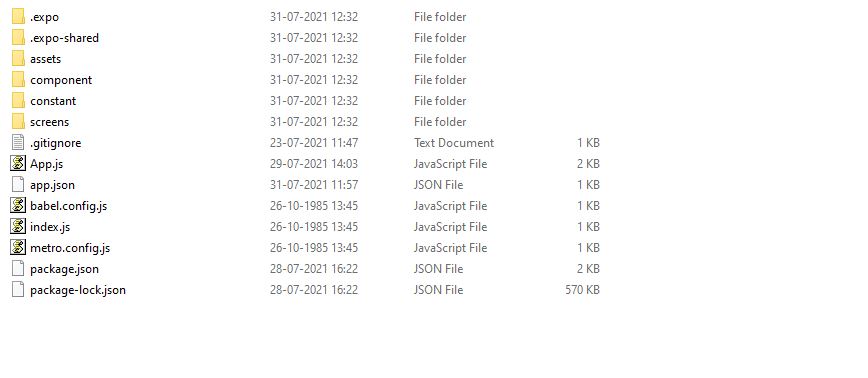 .expo 31-07-2021 12:32 File folder
.expo-shared 31-07-2021 12:32 File folder
assets 31-07-2021 12:32 File folder
component 31-07-2021 12:32 File folder
constant 31-07-2021 12:32 File folder
screens 31-07-2021 12:32 File folder
.gitignore 23-07-2021 11:47 Text Document 1 KB
App.js 29-07-2021 14:03 JavaScript File 2 KB
app.json 31-07-2021 11:57 JSON File 1 KB
babel.config.js 26-10-1985 13:45 JavaScript File 1 KB
index.js 26-10-1985 13:45 JavaScript File 1 KB
metro.config.js 26-10-1985 13:45 JavaScript File 1 KB
package.json 28-07-2021 16:22 JSON File 2 KB
package-lock.json 28-07-2021 16:22 JSON File 570 KB